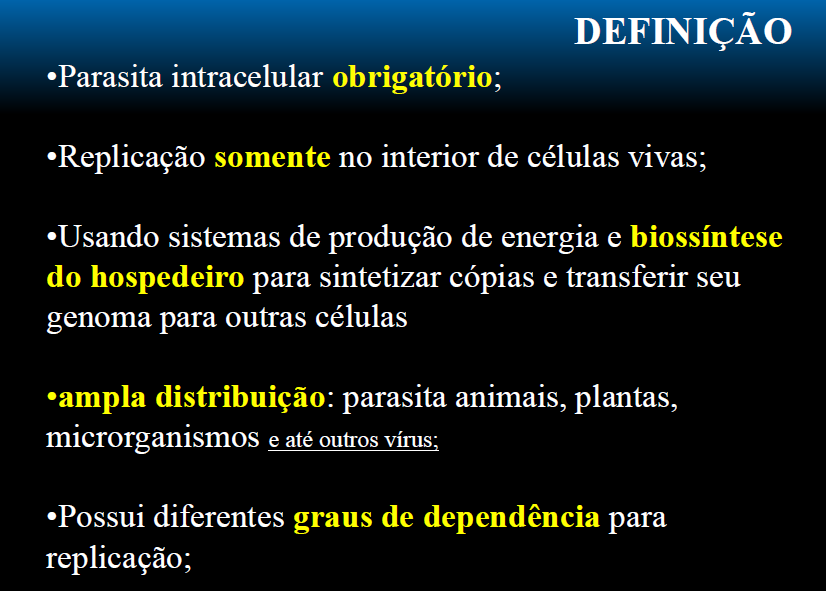 DEFINIÇÃO
•Parasita intracelular obrigatório;
•Replicação somente no interior de células vivas;
•Usando sistemas de produção de energia e biossíntese
do hospedeiro para sintetizar cópias e transferir seu
genoma para outras células
•ampla distribuição: parasita animais, plantas,
microrganismos e até outros vírus;
•Possui diferentes graus de dependência para
replicação;